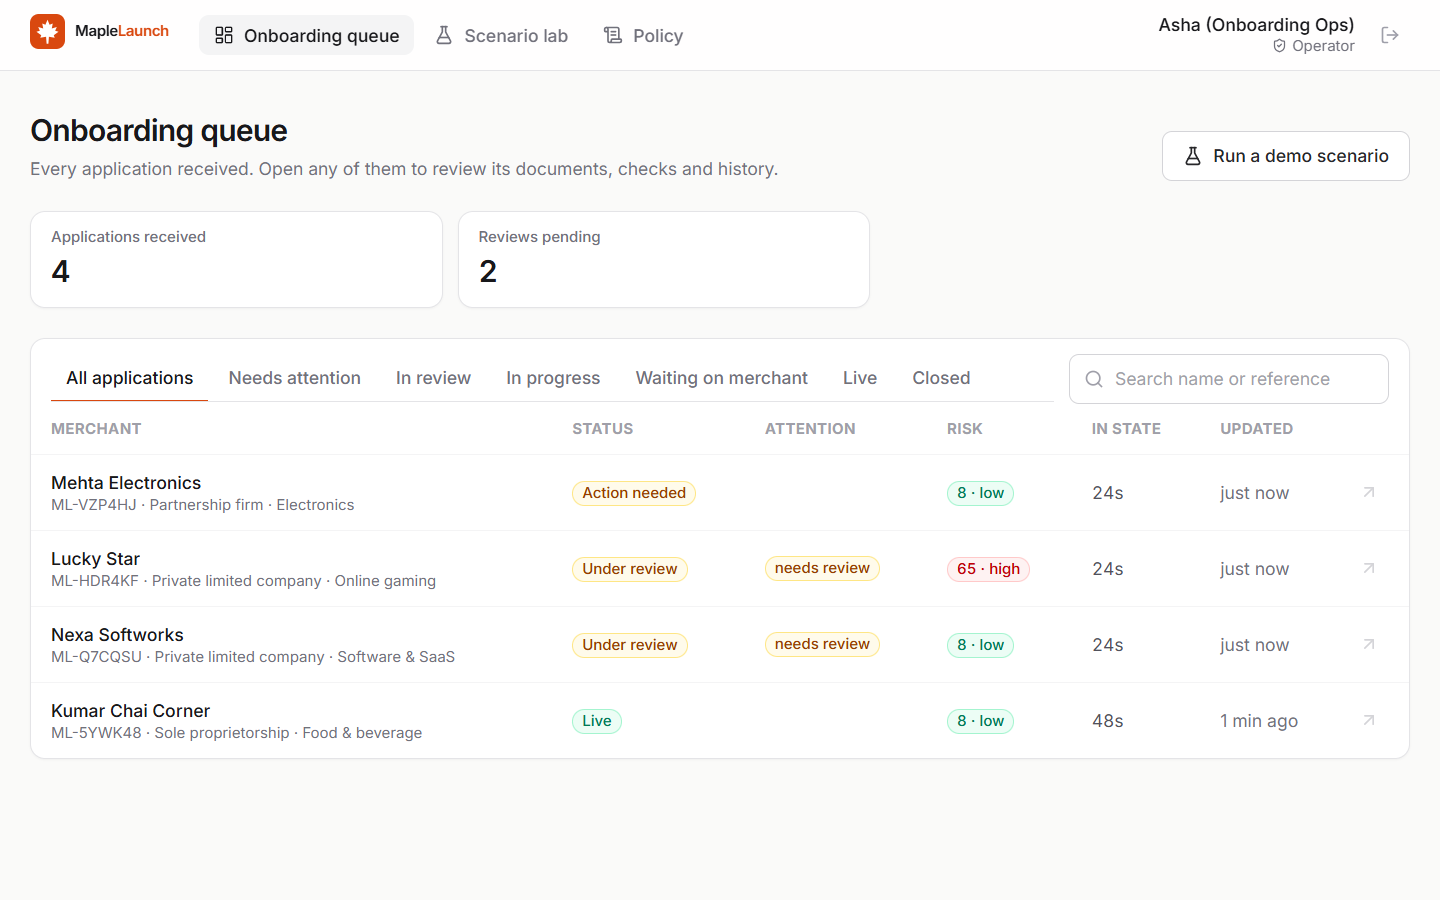 MapleLaunch
Onboarding queue
Scenario lab
Policy
Asha (Onboarding Ops)
Operator
Onboarding queue
Every application received. Open any of them to review its documents, checks and history.
Run a demo scenario
Applications received
4
Reviews pending
2
All applications
Needs attention
In review
In progress
Waiting on merchant
Live
Closed
Search name or reference
MERCHANT STATUS ATTENTION RISK IN STATE UPDATED
Mehta Electronics
ML-VZP4HJ · Partnership firm · Electronics
Action needed
8 · low
24s
just now
Lucky Star
ML-HDR4KF · Private limited company · Online gaming
Under review
needs review
65 · high
24s
just now
Nexa Softworks
ML-Q7CQSU · Private limited company · Software & SaaS
Under review
needs review
8 · low
24s
just now
Kumar Chai Corner
ML-5YWK48 · Sole proprietorship · Food & beverage
Live
8 · low
48s
1 min ago